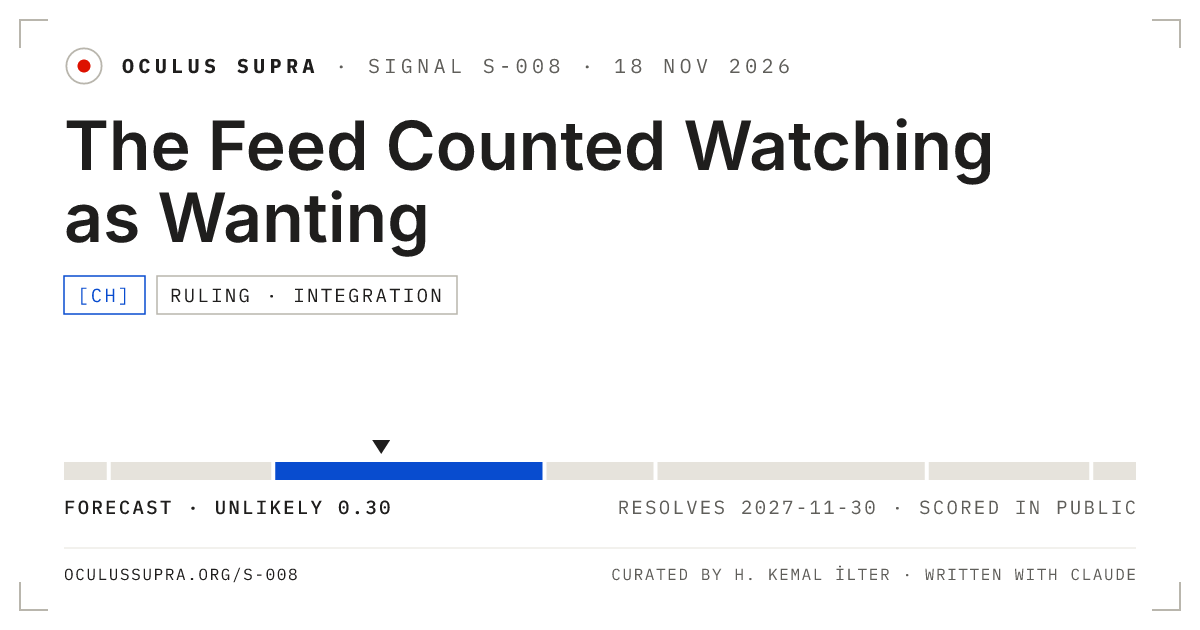 OCULUS SUPRA · SIGNAL S-008 · 18 NOV 2026
The Feed Counted Watching
as Wanting
[CH] RULING · INTEGRATION
FORECAST · UNLIKELY 0.30 RESOLVES 2027-11-30 · SCORED IN PUBLIC
OCULUSSUPRA.ORG/S-008 CURATED BY H. KEMAL İLTER · WRITTEN WITH CLAUDE